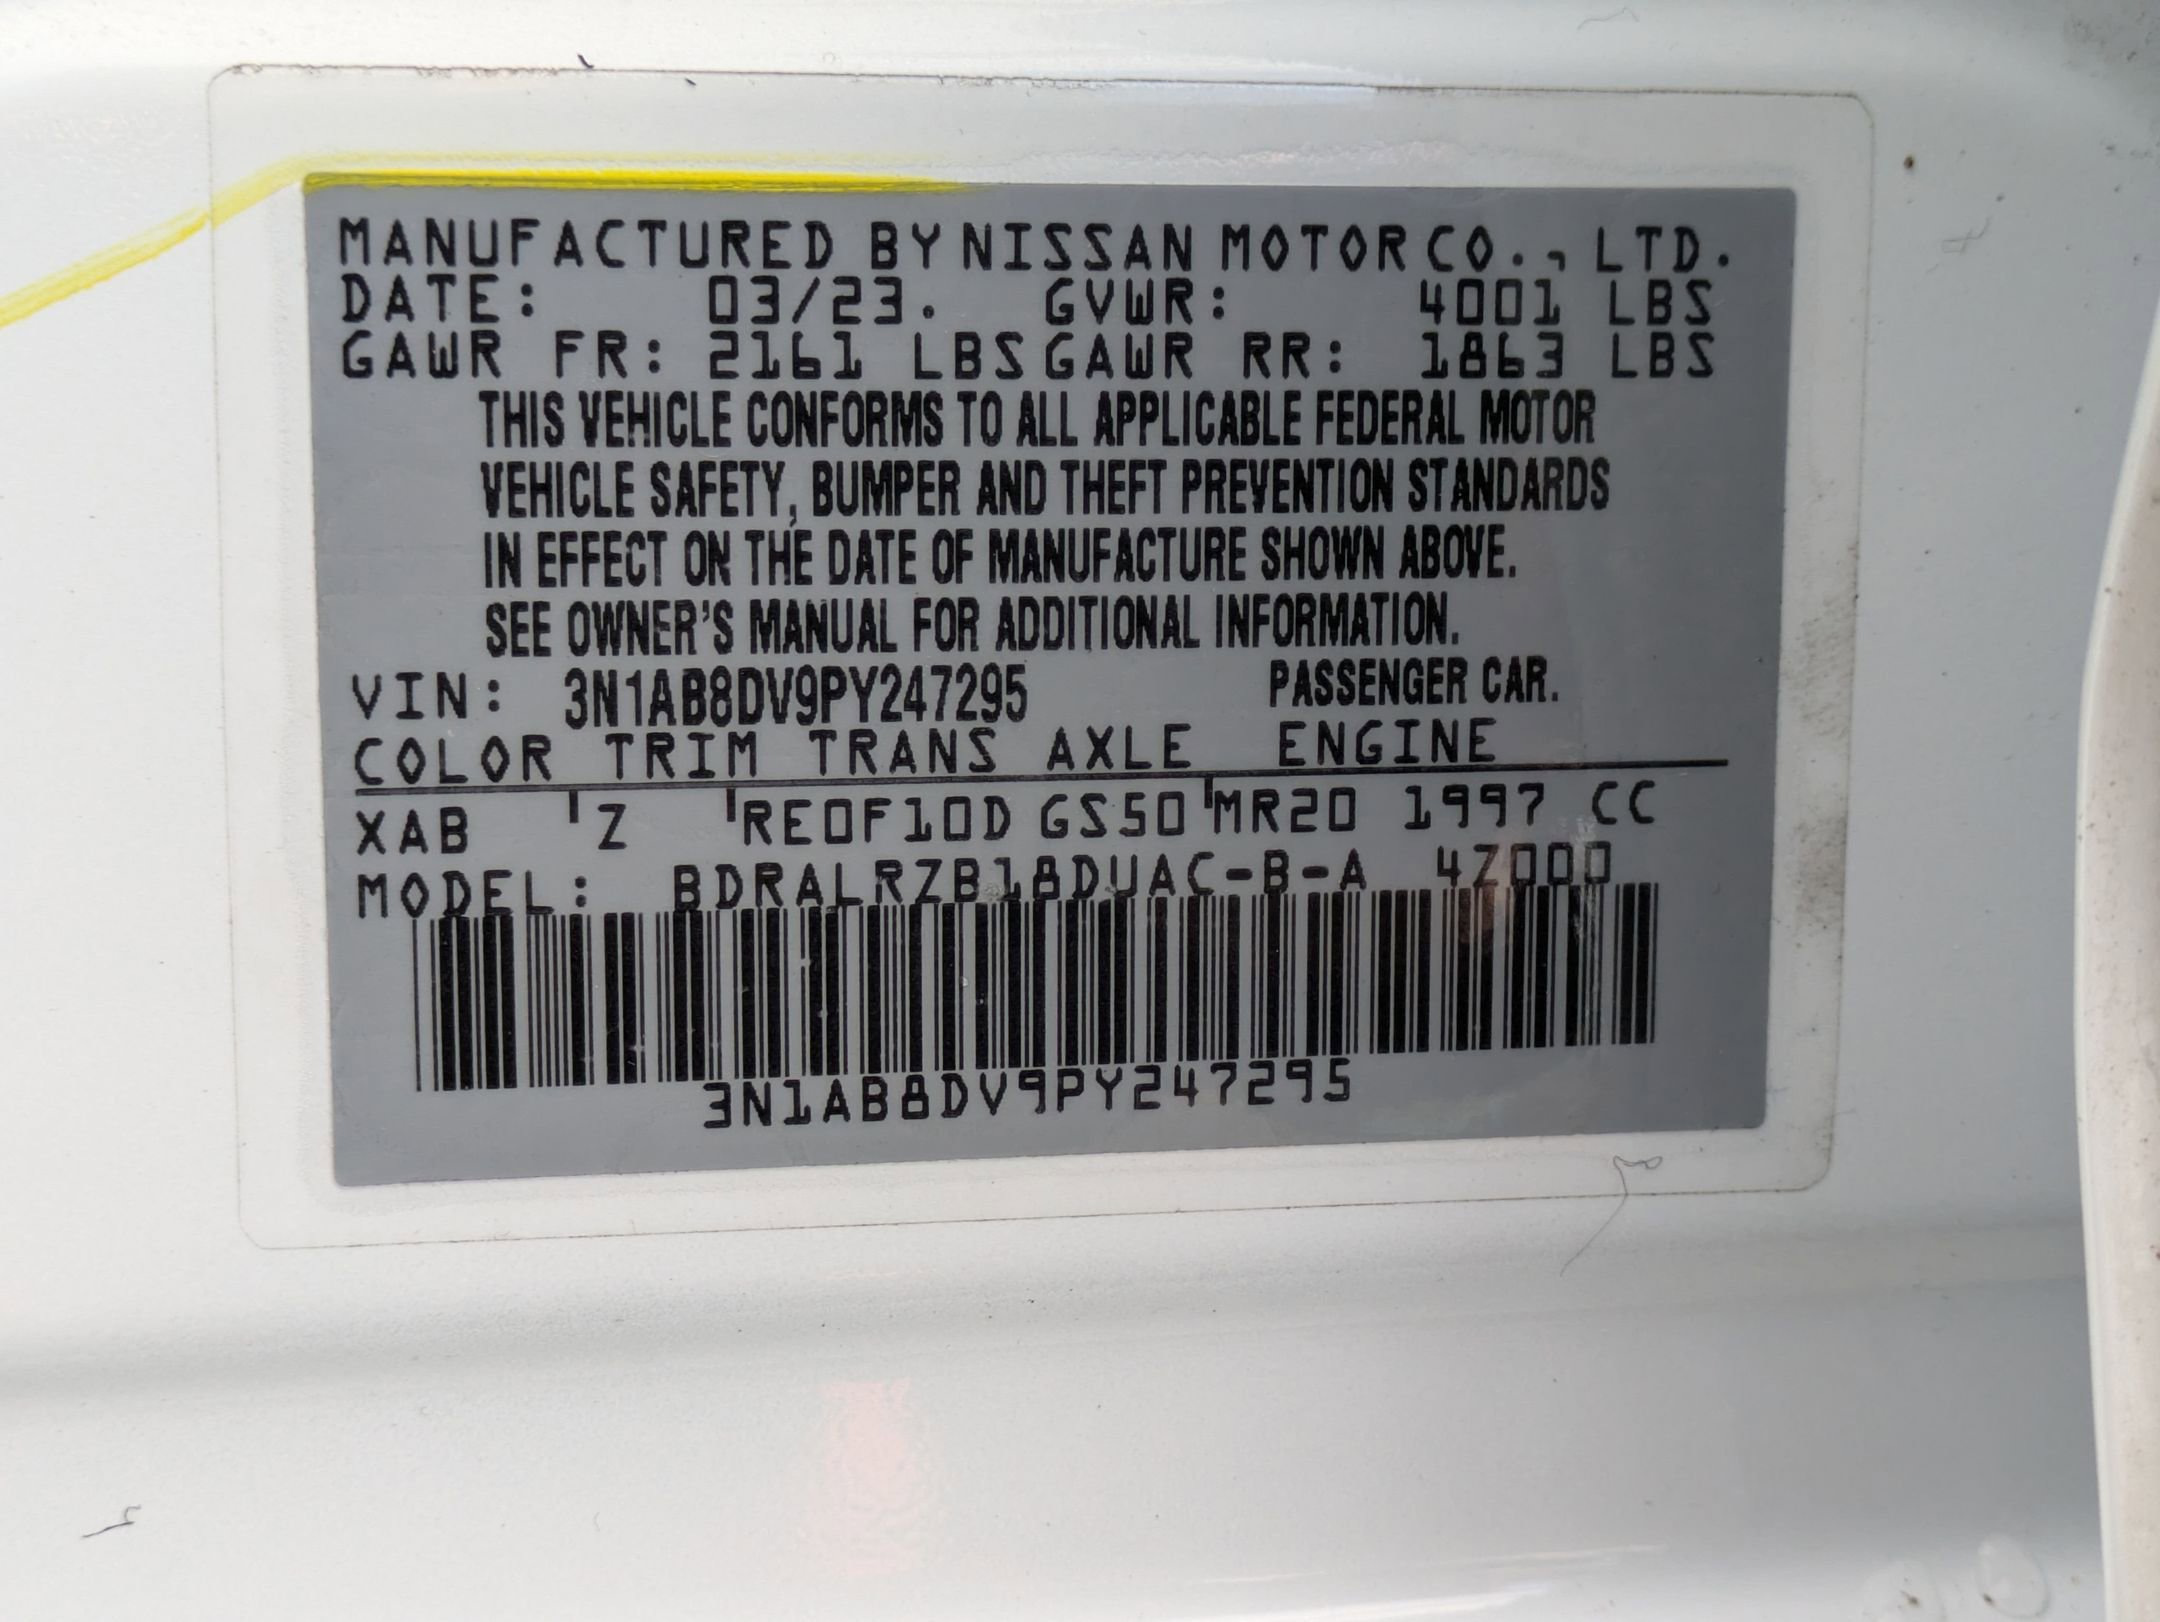 MANUFACTURED BY NISSAN MOTOR CO., LTD.
DATE: 03/23. GVWR: 4001 LBS
GAWR FR: 2161 LBS GAWR RR: 1863 LBS
THIS VEHICLE CONFORMS TO ALL APPLICABLE FEDERAL MOTOR
VEHICLE SAFETY, BUMPER AND THEFT PREVENTION STANDARDS
IN EFFECT ON THE DATE OF MANUFACTURE SHOWN ABOVE.
SEE OWNER'S MANUAL FOR ADDITIONAL INFORMATION.
VIN: 3N1AB8DV9PY247295 PASSENGER CAR.
COLOR TRIM TRANS AXLE ENGINE
XAB Z RE0F10D GS50 MR20 1997 CC
MODEL: BDRALRZB18DUAC-B-A 4Z000
3N1AB8DV9PY247295